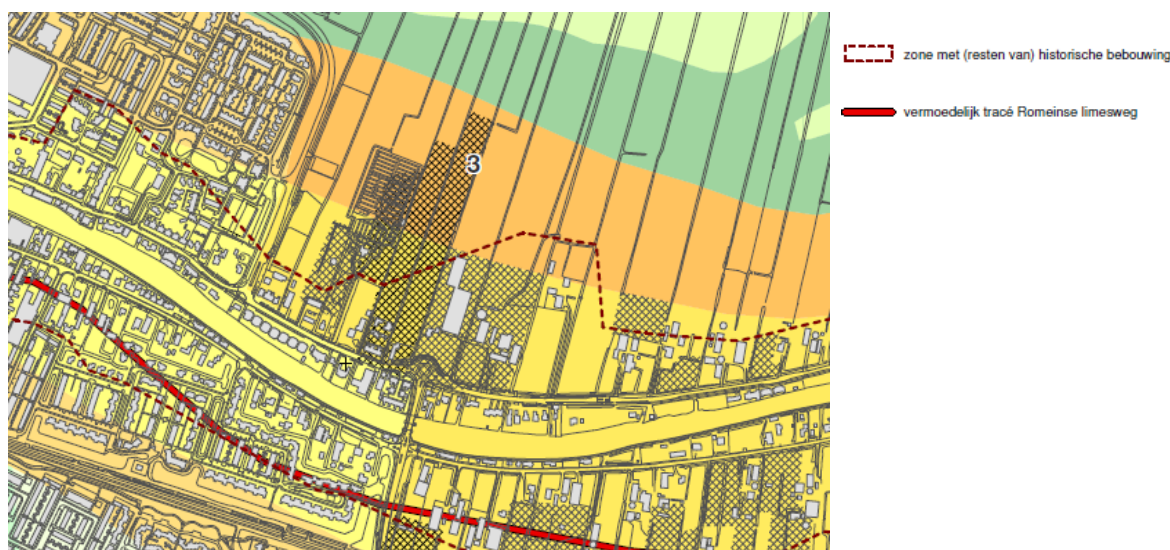 zone met (resten van) historische bebouwing
vermoedelijk tracé Romeinse limesweg
3